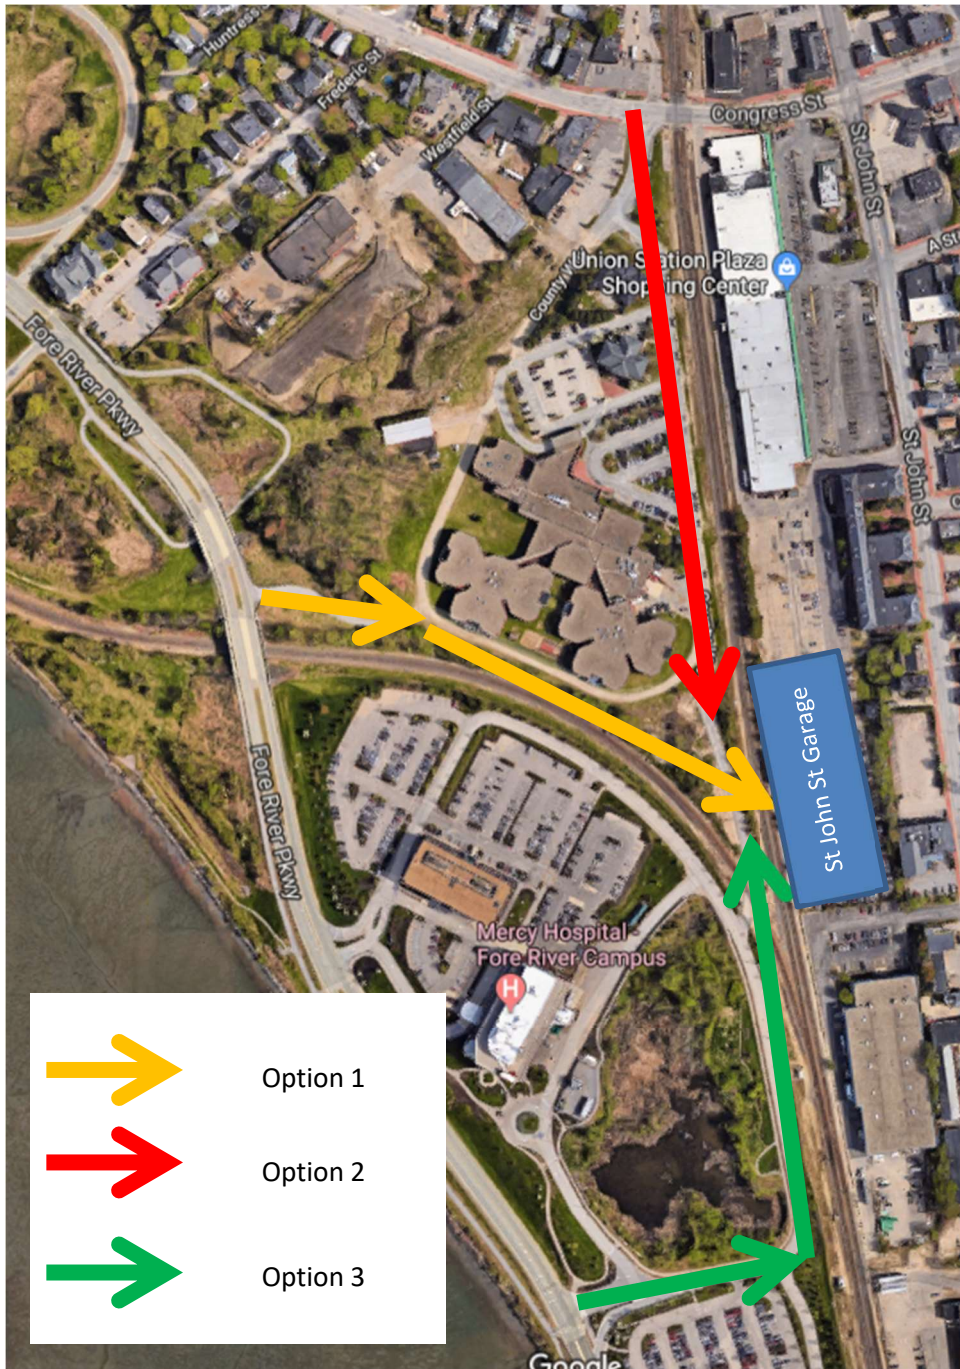 Huntress S
Frederic St
Westfield St
Congress St
St John St
A St
Union Station Plaza
Shopping Center
County W
Fore River Pkwy
St John St
St John St Garage
Fore River Pkwy
Mercy Hospital -
Fore River Campus
H
Option 1
Option 2
Option 3
Google